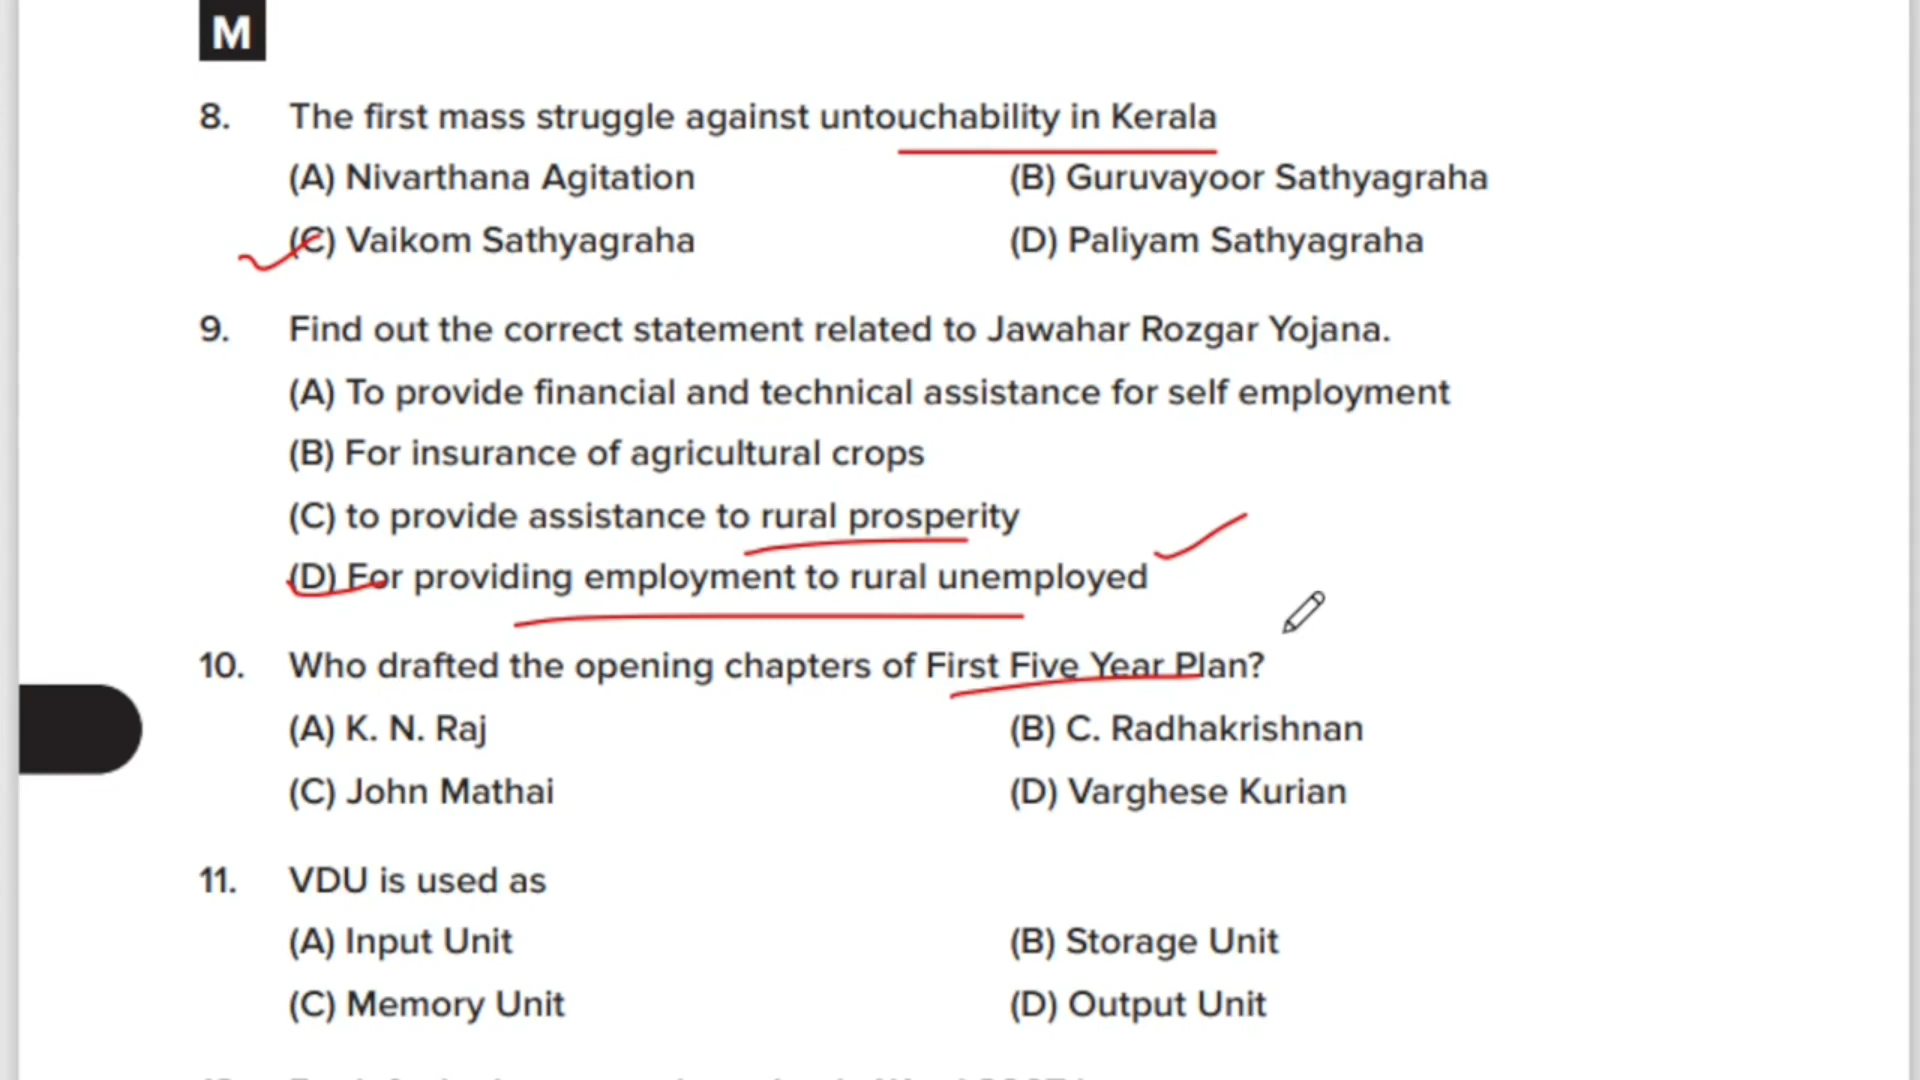 M
8. The first mass struggle against untouchability in Kerala
(A) Nivarthana Agitation (B) Guruvayoor Sathyagraha
(C) Vaikom Sathyagraha (D) Paliyam Sathyagraha
9. Find out the correct statement related to Jawahar Rozgar Yojana.
(A) To provide financial and technical assistance for self employment
(B) For insurance of agricultural crops
(C) to provide assistance to rural prosperity
(D) For providing employment to rural unemployed
10. Who drafted the opening chapters of First Five Year Plan?
(A) K. N. Raj (B) C. Radhakrishnan
(C) John Mathai (D) Varghese Kurian
11. VDU is used as
(A) Input Unit (B) Storage Unit
(C) Memory Unit (D) Output Unit